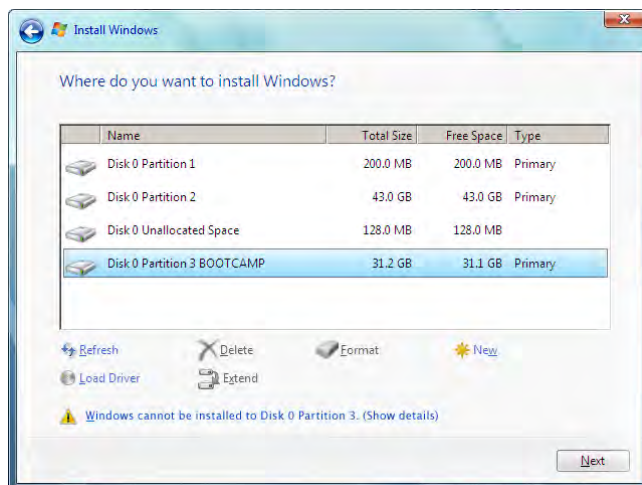 Install Windows
Where do you want to install Windows?
Name Total Size Free Space Type
Disk 0 Partition 1 200.0 MB 200.0 MB Primary
Disk 0 Partition 2 43.0 GB 43.0 GB Primary
Disk 0 Unallocated Space 128.0 MB 128.0 MB
Disk 0 Partition 3 BOOTCAMP 31.2 GB 31.1 GB Primary
Refresh Delete Format New
Load Driver Extend
Windows cannot be installed to Disk 0 Partition 3. (Show details)
Next